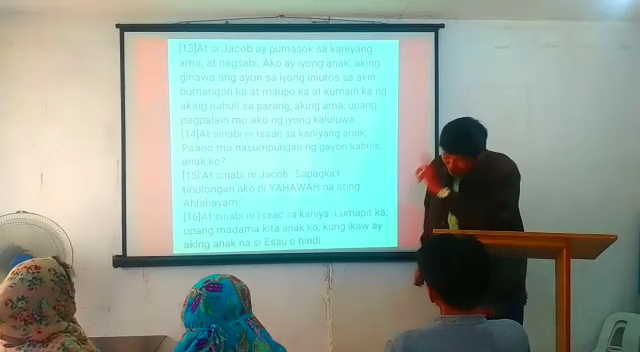 [13]At si Jacob ay pumasok sa kaniyang
ama, at nagsabi, Ako ay iyong anak, aking
ginawa ang ayon sa iyong iniutos sa akin
bumangon ka at maupo ka at kumain ka ng
aking nahuli sa parang, aking ama, upang
pagpalain mo ako ng iyong kaluluwa.
[14]At sinabi ni Isaac sa kaniyang anak,
Paano mo nasumpungan ng gayon kabilis,
anak ko?
[15] At sinabi ni Jacob: 'Sapagka't
tinulongan ako ni YAHAWAH na ating
Ahlahayam.'
[16]At sinabi ni Isaac sa kaniya: Lumapit ka,
upang madama kita anak ko, kung ikaw ay
aking anak na si Esau o hindi